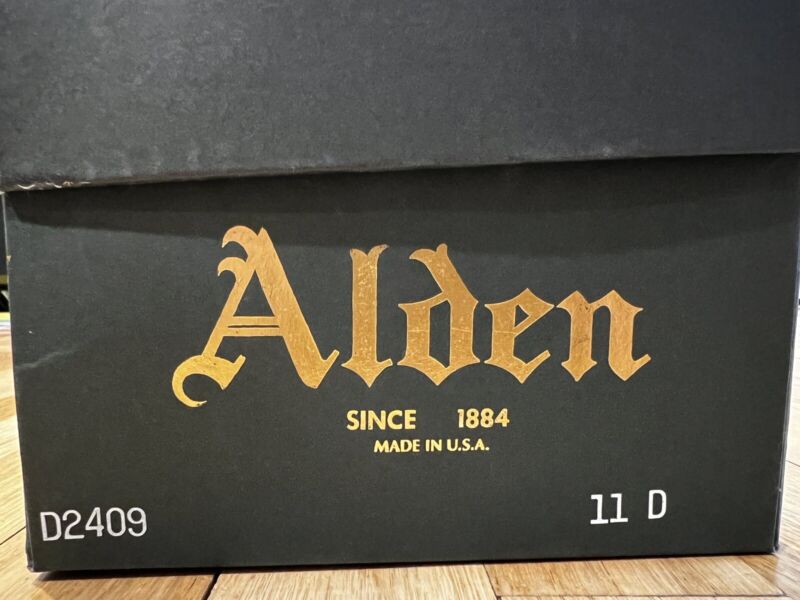 Alden
SINCE 1884
MADE IN U.S.A.
D2409 11 D